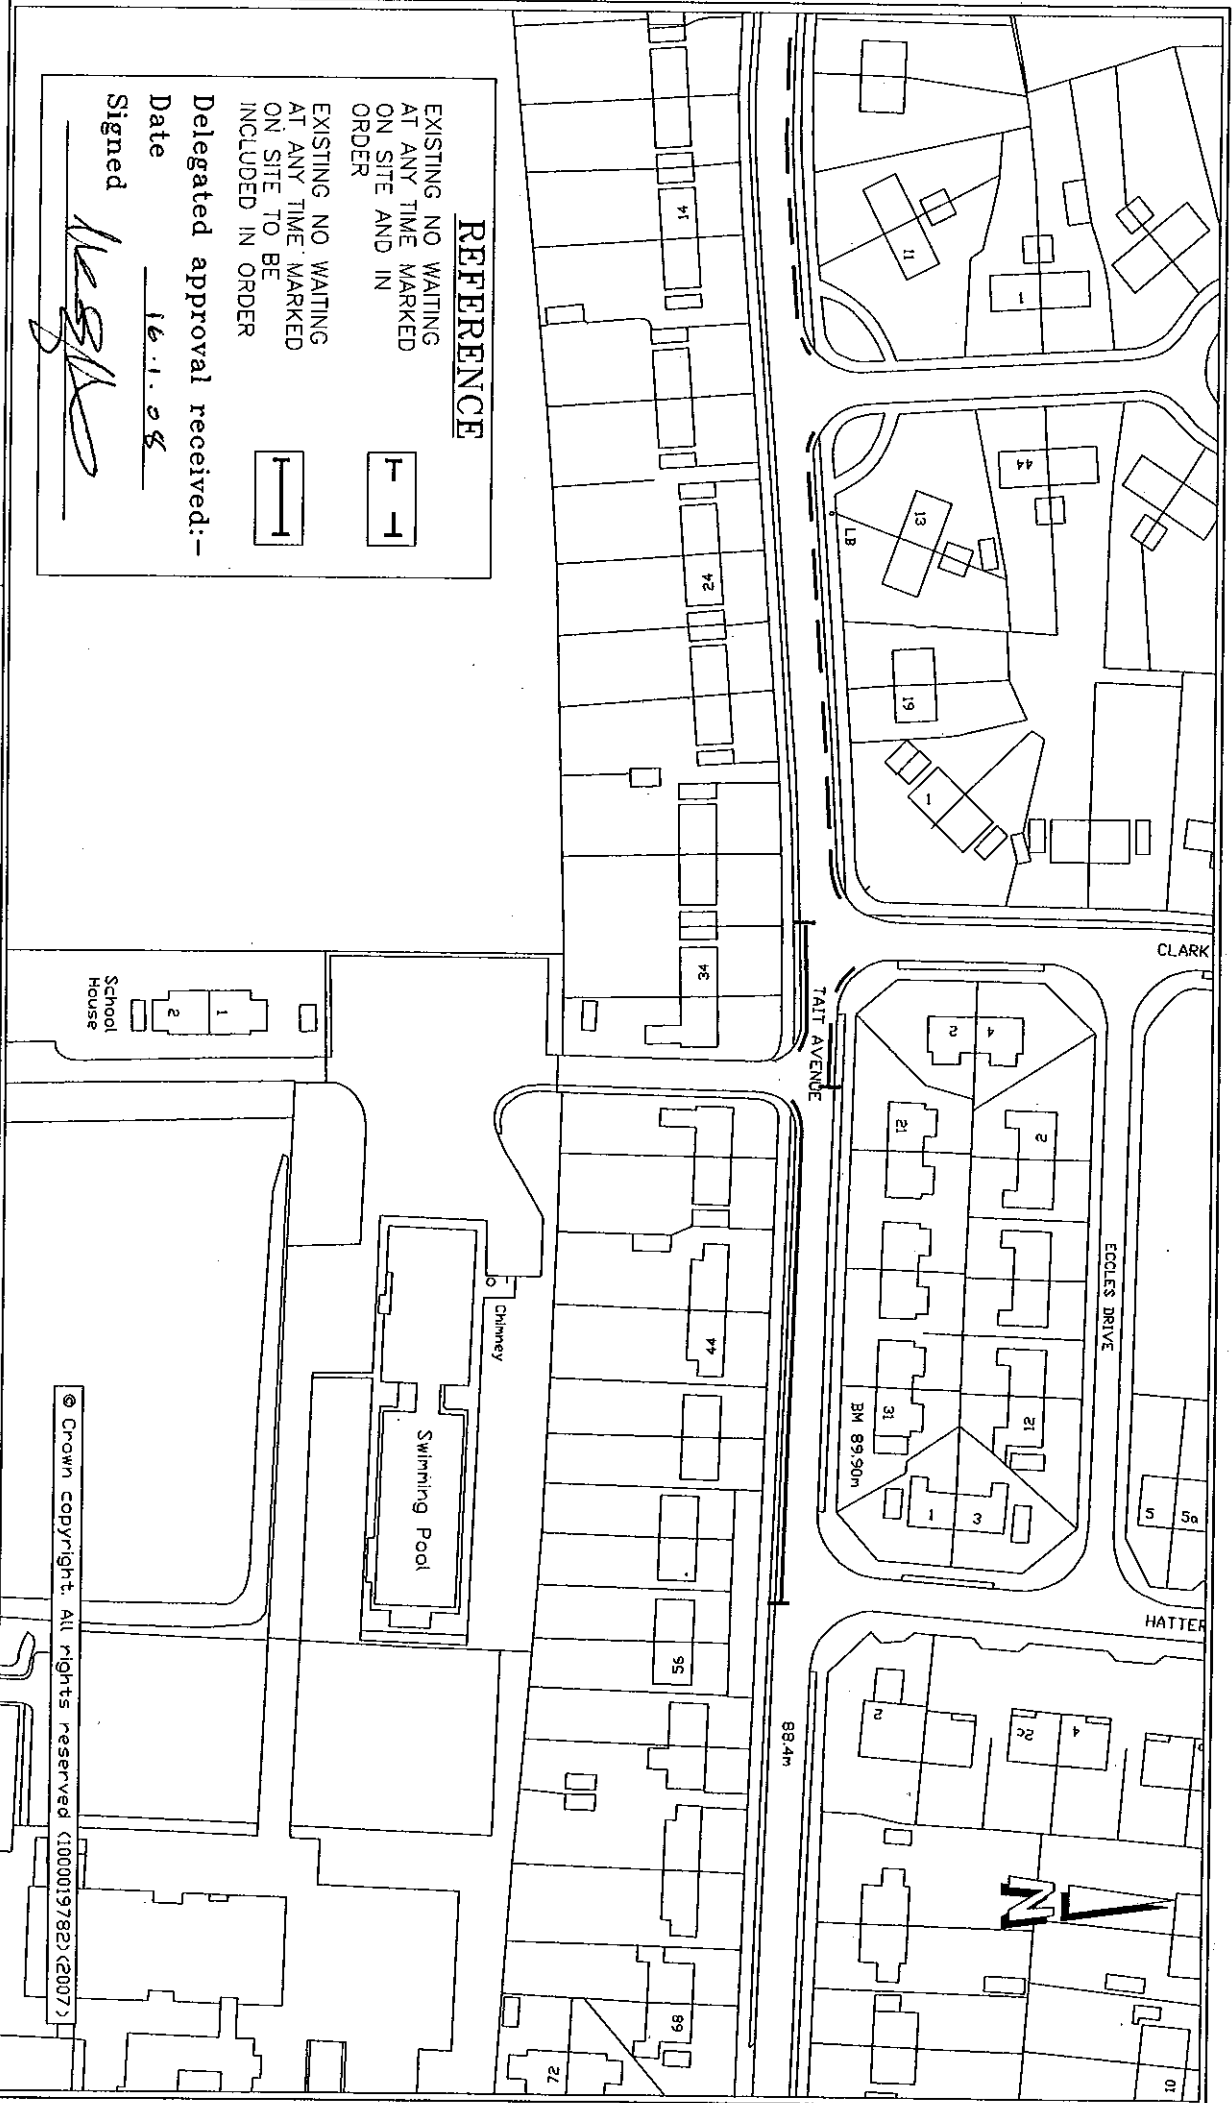 REFERENCE
EXISTING NO WAITING
AT ANY TIME MARKED
ON SITE AND IN
ORDER
EXISTING NO WAITING
AT ANY TIME MARKED
ON SITE TO BE
INCLUDED IN ORDER
Delegated approval received:-
Date 16.1.08
Signed
CLARK
ECCLES DRIVE
HATTER
TAIT AVENUE
BM 89.90m
88.4m
LB
N
School
House
Chimney
Swimming Pool
11
1
13
44
19
1
14
24
34
2
4
21
2
31
12
1
3
5
5a
2
2c
4
10
44
56
68
72
1
2
© Crown copyright. All rights reserved (100019782)(2007)